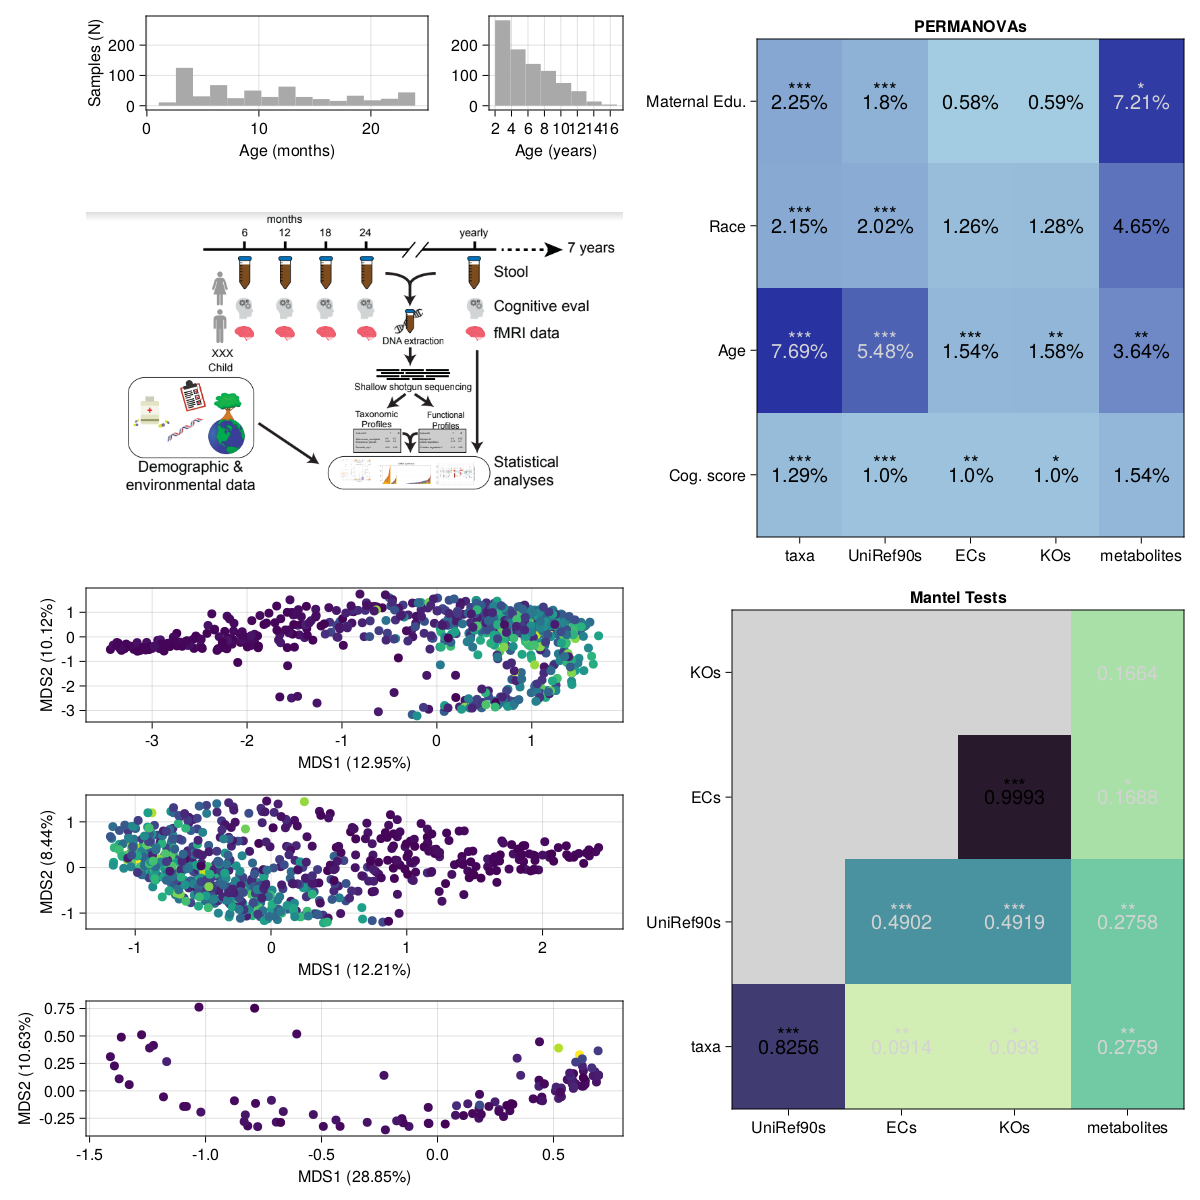 Samples (N)
200
100
0
0
10
20
Age (months)
200
100
0
2 4 6 8 10 12 14 16
Age (years)
months
6
12
18
24
yearly
7 years
Stool
Cognitive eval
fMRI data
XXX
Child
DNA extraction
Shallow shotgun sequencing
Taxonomic
Profiles
Functional
Profiles
Demographic &
environmental data
Statistical
analyses
PERMANOVAs
Maternal Edu.
***
2.25%
***
1.8%
0.58%
0.59%
*
7.21%
Race
***
2.15%
***
2.02%
1.26%
1.28%
4.65%
Age
***
7.69%
***
5.48%
***
1.54%
**
1.58%
**
3.64%
Cog. score
***
1.29%
***
1.0%
**
1.0%
*
1.0%
1.54%
taxa
UniRef90s
ECs
KOs
metabolites
MDS2 (10.12%)
1
0
-1
-2
-3
-3
-2
-1
0
1
MDS1 (12.95%)
MDS2 (8.44%)
1
0
-1
-1
0
1
2
MDS1 (12.21%)
MDS2 (10.63%)
0.75
0.50
0.25
0.00
-0.25
-1.5
-1.0
-0.5
0.0
0.5
MDS1 (28.85%)
Mantel Tests
KOs
0.1664
ECs
***
0.9993
*
0.1688
UniRef90s
***
0.4902
***
0.4919
**
0.2758
taxa
***
0.8256
**
0.0914
*
0.093
**
0.2759
UniRef90s
ECs
KOs
metabolites